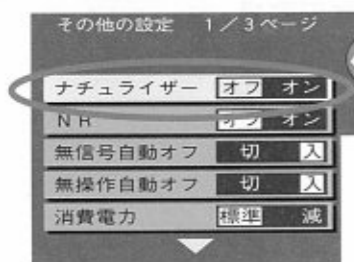 その他の設定　1／3ページ
ナチュライザー　オフ　オン
NR　オフ　オン
無信号自動オフ　切　入
無操作自動オフ　切　入
消費電力　標準　減